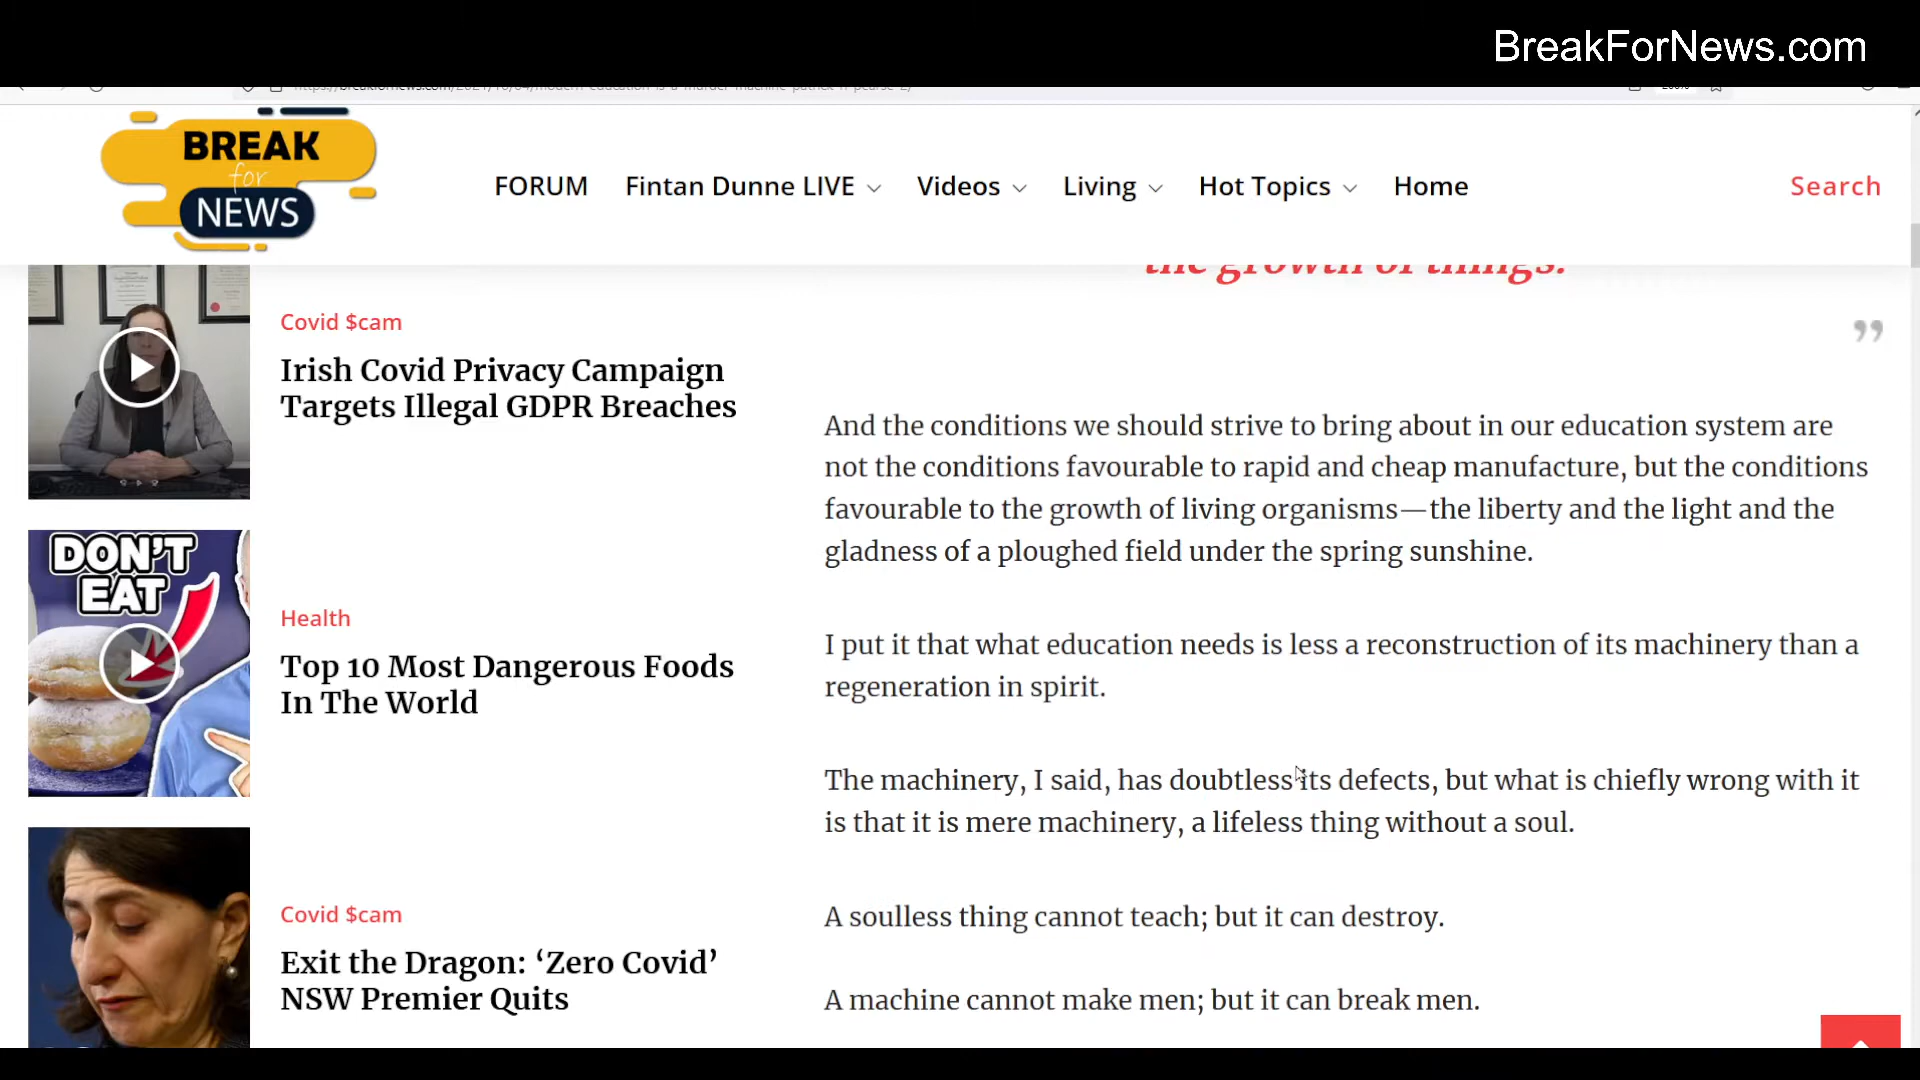 BreakForNews.com
BREAK
for
NEWS
FORUM
Fintan Dunne LIVE
Videos
Living
Hot Topics
Home
Search
Covid $cam
Irish Covid Privacy Campaign
Targets Illegal GDPR Breaches
DON'T
EAT
Health
Top 10 Most Dangerous Foods
In The World
Covid $cam
Exit the Dragon: ‘Zero Covid’
NSW Premier Quits
the growth of things.
”
And the conditions we should strive to bring about in our education system are
not the conditions favourable to rapid and cheap manufacture, but the conditions
favourable to the growth of living organisms—the liberty and the light and the
gladness of a ploughed field under the spring sunshine.
I put it that what education needs is less a reconstruction of its machinery than a
regeneration in spirit.
The machinery, I said, has doubtless its defects, but what is chiefly wrong with it
is that it is mere machinery, a lifeless thing without a soul.
A soulless thing cannot teach; but it can destroy.
A machine cannot make men; but it can break men.